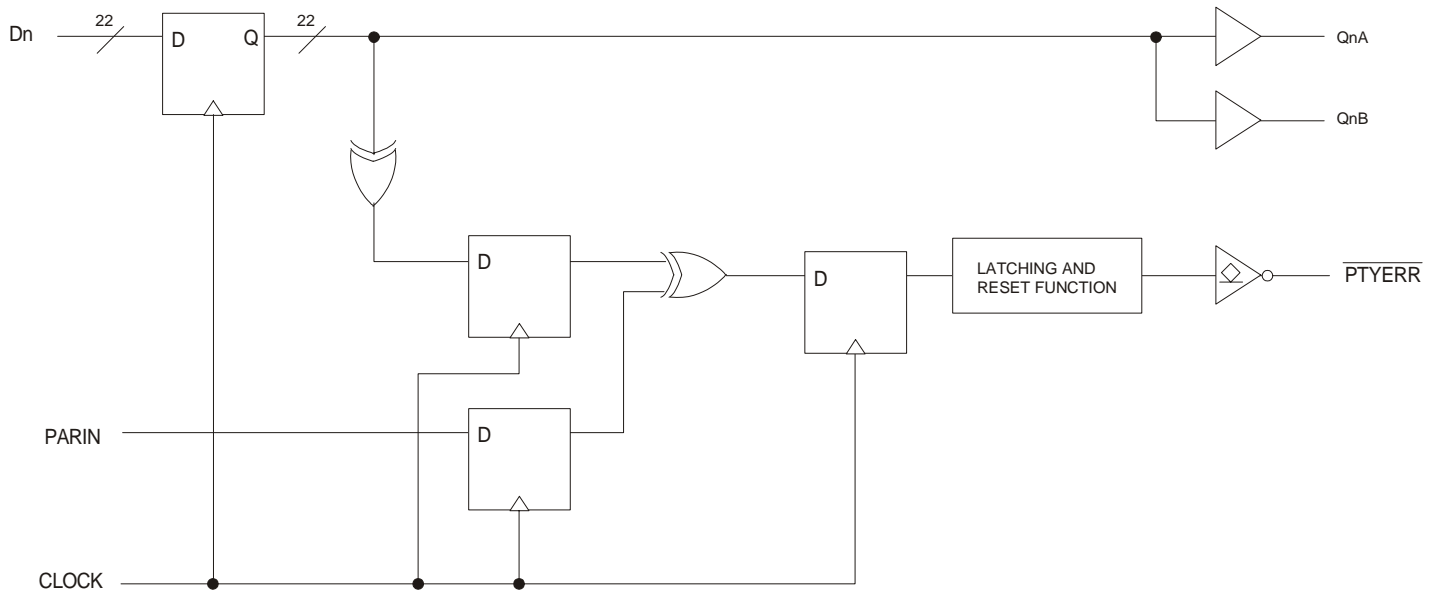 Dn
22
D
Q
22
QnA
QnB
D
D
LATCHING AND
RESET FUNCTION
PTYERR
PARIN
D
CLOCK